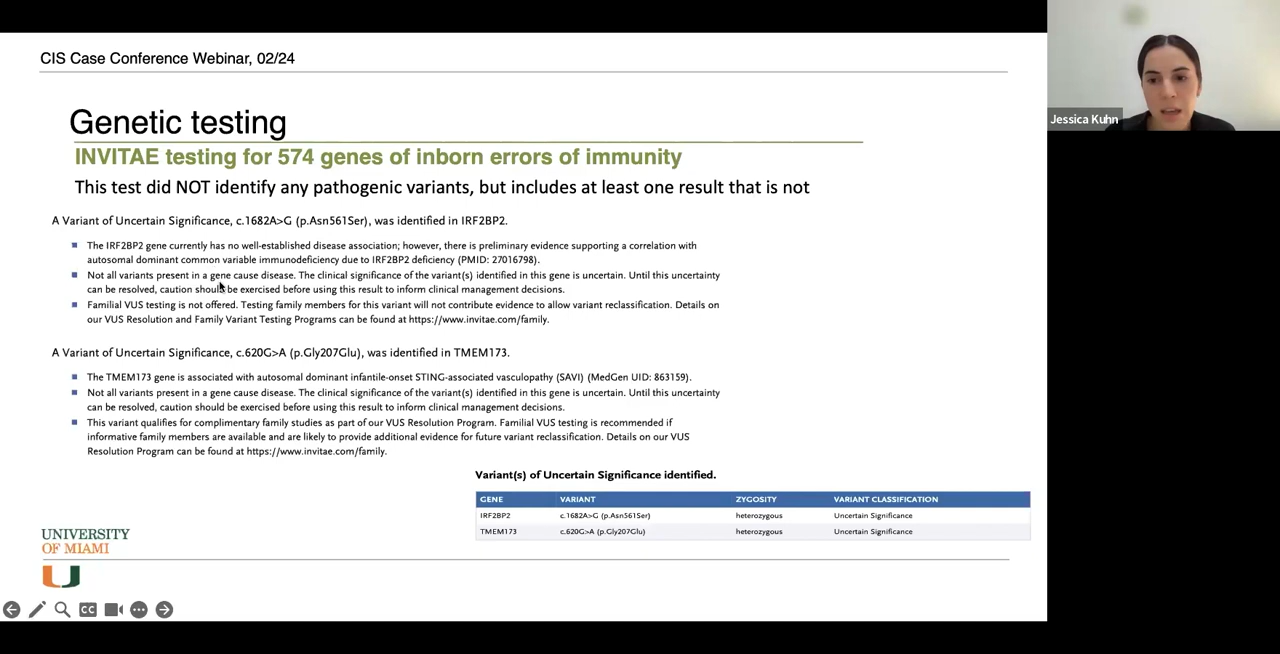 CIS Case Conference Webinar, 02/24
Jessica Kuhn
Genetic testing
INVITAE testing for 574 genes of inborn errors of immunity
This test did NOT identify any pathogenic variants, but includes at least one result that is not
A Variant of Uncertain Significance, c.1682A>G (p.Asn561Ser), was identified in IRF2BP2.
The IRF2BP2 gene currently has no well-established disease association; however, there is preliminary evidence supporting a correlation with
autosomal dominant common variable immunodeficiency due to IRF2BP2 deficiency (PMID: 27016798).
Not all variants present in a gene cause disease. The clinical significance of the variant(s) identified in this gene is uncertain. Until this uncertainty
can be resolved, caution should be exercised before using this result to inform clinical management decisions.
Familial VUS testing is not offered. Testing family members for this variant will not contribute evidence to allow variant reclassification. Details on
our VUS Resolution and Family Variant Testing Programs can be found at https://www.invitae.com/family.
A Variant of Uncertain Significance, c.620G>A (p.Gly207Glu), was identified in TMEM173.
The TMEM173 gene is associated with autosomal dominant infantile-onset STING-associated vasculopathy (SAVI) (MedGen UID: 863159).
Not all variants present in a gene cause disease. The clinical significance of the variant(s) identified in this gene is uncertain. Until this uncertainty
can be resolved, caution should be exercised before using this result to inform clinical management decisions.
This variant qualifies for complimentary family studies as part of our VUS Resolution Program. Familial VUS testing is recommended if
informative family members are available and are likely to provide additional evidence for future variant reclassification. Details on our VUS
Resolution Program can be found at https://www.invitae.com/family.
Variant(s) of Uncertain Significance identified.
GENE VARIANT ZYGOSITY VARIANT CLASSIFICATION
IRF2BP2 c.1682A>G (p.Asn561Ser) heterozygous Uncertain Significance
TMEM173 c.620G>A (p.Gly207Glu) heterozygous Uncertain Significance
UNIVERSITY
OF MIAMI
CC